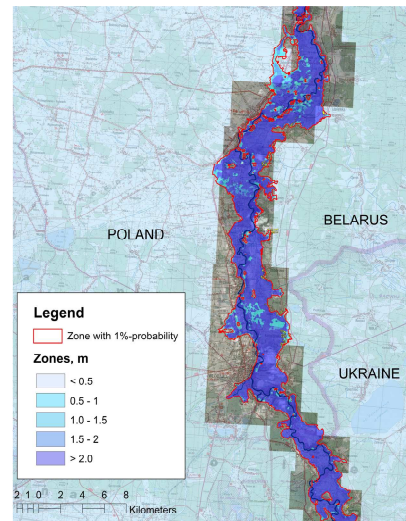 BELARUS
POLAND
UKRAINE
Legend
Zone with 1%-probability
Zones, m
< 0.5
0.5 - 1
1.0 - 1.5
1.5 - 2
> 2.0
2 1 0 2 4 6 8
Kilometers